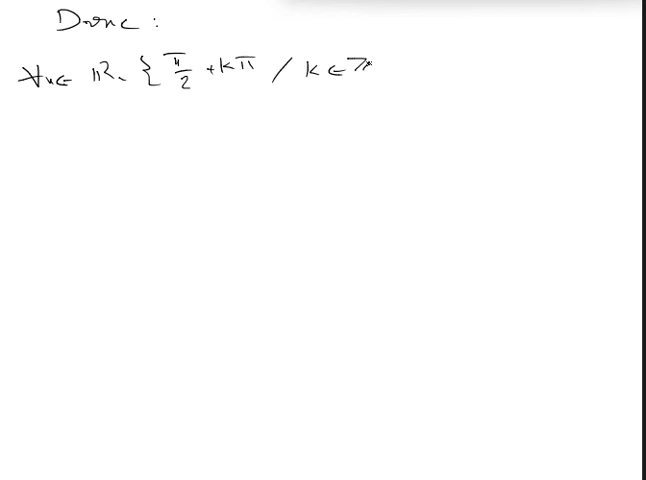 Donc :
∀x∈ ℝ∖ { π/2 +kπ / k ∈ ℤ